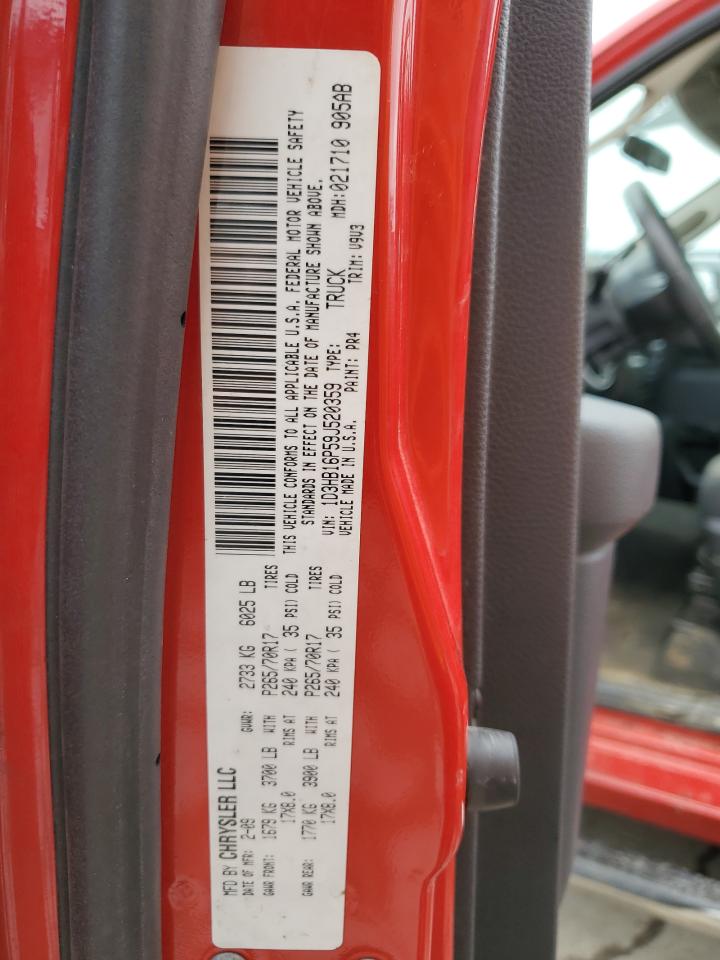 MFD BY CHRYSLER LLC
DATE OF MFR: 2-09 GVWR: 2733 KG 6025 LB
GAWR FRONT: 1679 KG 3700 LB WITH P265/70R17 TIRES
17X8.0 RIMS AT 240 KPA ( 35 PSI) COLD
GAWR REAR: 1770 KG 3900 LB WITH P265/70R17 TIRES
17X8.0 RIMS AT 240 KPA ( 35 PSI) COLD
THIS VEHICLE CONFORMS TO ALL APPLICABLE U.S.A. FEDERAL MOTOR VEHICLE SAFETY
STANDARDS IN EFFECT ON THE DATE OF MANUFACTURE SHOWN ABOVE.
VIN: 1D3HB16P59J520359 TYPE: TRUCK MDH:021710 905AB
VEHICLE MADE IN U.S.A. PAINT: PR4 TRIM: V9V3